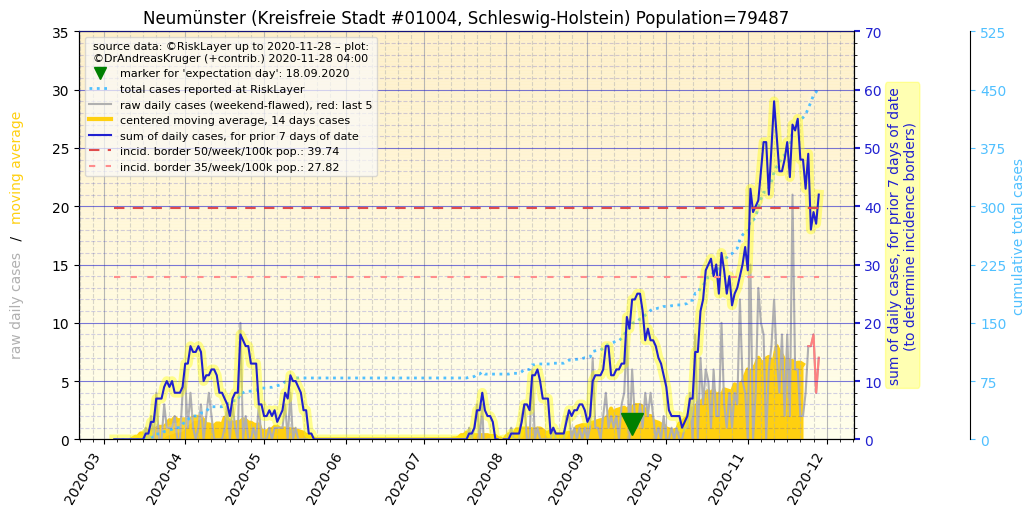 Neumünster (Kreisfreie Stadt #01004, Schleswig-Holstein) Population=79487
source data: ©RiskLayer up to 2020-11-28 – plot:
©DrAndreasKruger (+contrib.) 2020-11-28 04:00
marker for 'expectation day': 18.09.2020
total cases reported at RiskLayer
raw daily cases (weekend-flawed), red: last 5
centered moving average, 14 days cases
sum of daily cases, for prior 7 days of date
incid. border 50/week/100k pop.: 39.74
incid. border 35/week/100k pop.: 27.82
raw daily cases / moving average
35
30
25
20
15
10
5
0
70
60
50
40
30
20
10
0
sum of daily cases, for prior 7 days of date
(to determine incidence borders)
525
450
375
300
225
150
75
0
cumulative total cases
2020-03
2020-04
2020-05
2020-06
2020-07
2020-08
2020-09
2020-10
2020-11
2020-12